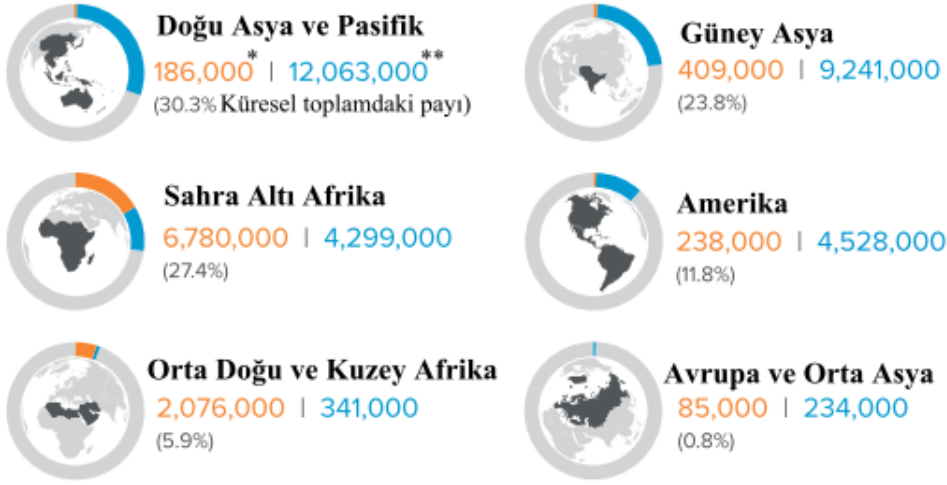 Doğu Asya ve Pasifik
186,000* | 12,063,000**
(30.3% Küresel toplamdaki payı)
Güney Asya
409,000 | 9,241,000
(23.8%)
Sahra Altı Afrika
6,780,000 | 4,299,000
(27.4%)
Amerika
238,000 | 4,528,000
(11.8%)
Orta Doğu ve Kuzey Afrika
2,076,000 | 341,000
(5.9%)
Avrupa ve Orta Asya
85,000 | 234,000
(0.8%)